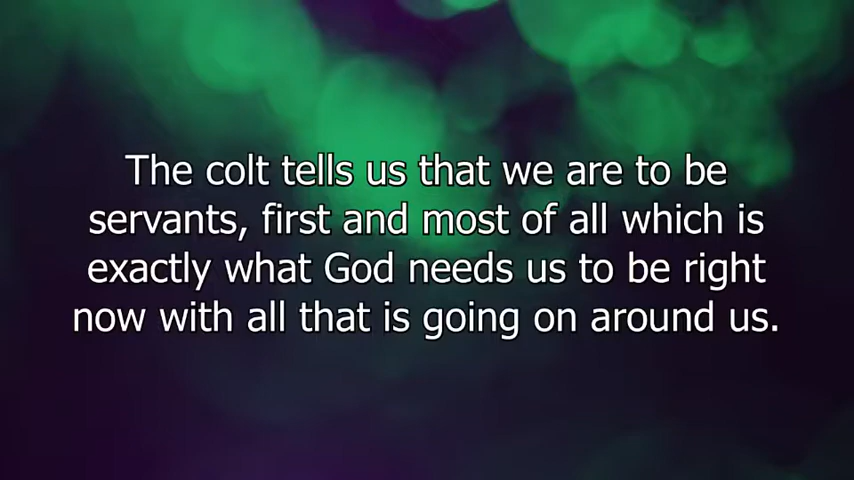 The colt tells us that we are to be
servants, first and most of all which is
exactly what God needs us to be right
now with all that is going on around us.